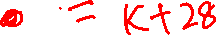 = K+28